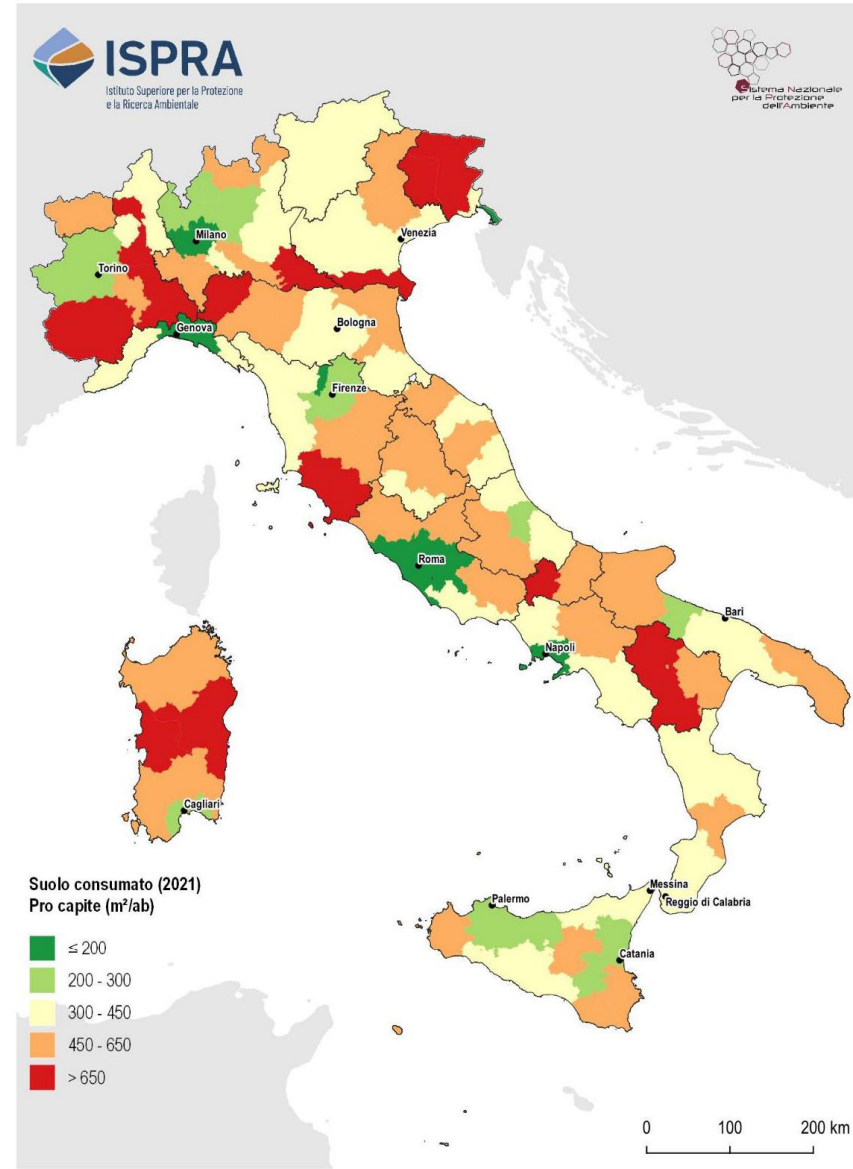 ISPRA
Istituto Superiore per la Protezione
e la Ricerca Ambientale
Sistema Nazionale
per la Protezione
dell'Ambiente
Milano
Venezia
Torino
Genova
Bologna
Firenze
Roma
Bari
Napoli
Cagliari
Messina
Palermo
Reggio di Calabria
Catania
Suolo consumato (2021)
Pro capite (m²/ab)
≤ 200
200 - 300
300 - 450
450 - 650
> 650
0 100 200 km